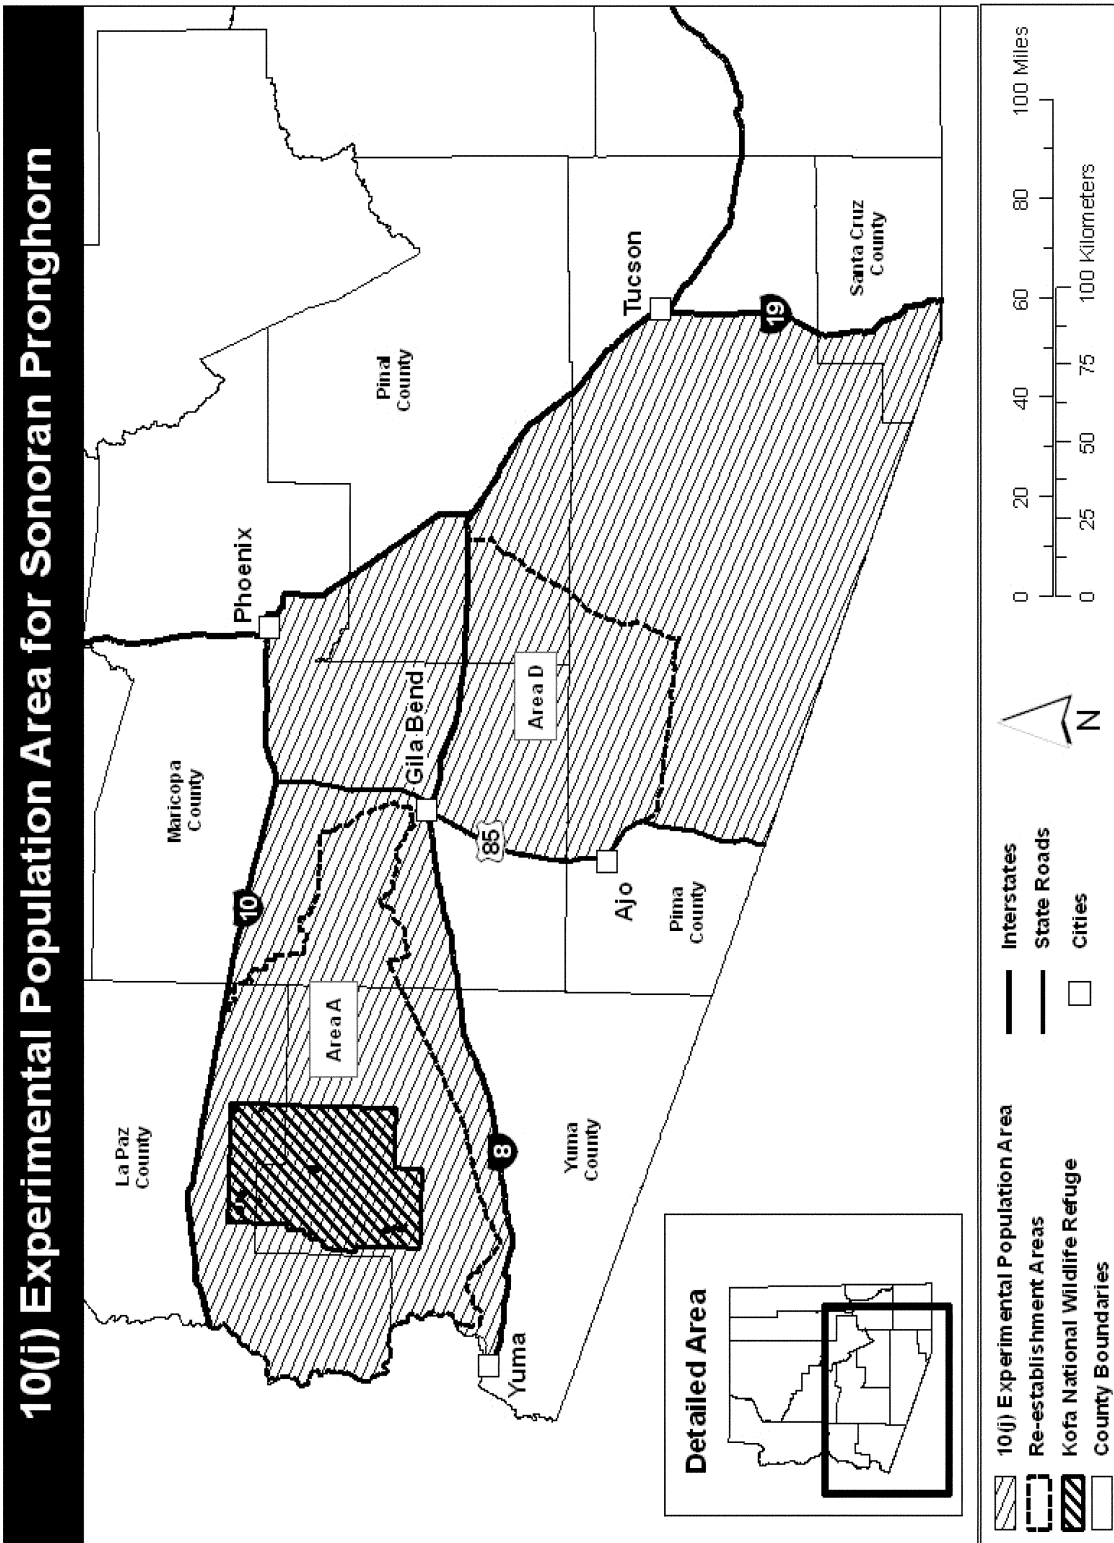 10(j) Experimental Population Area for Sonoran Pronghorn
La Paz
County
Maricopa
County
Phoenix
10
Area A
Gila Bend
Pinal
County
Yuma
8
Yuma
County
85
Area D
Ajo
Pima
County
Tucson
19
Santa Cruz
County
Detailed Area
10(j) Experimental Population Area
Re-establishment Areas
Kofa National Wildlife Refuge
County Boundaries
Interstates
State Roads
Cities
N
0 20 40 60 80 100 Miles
0 25 50 75 100 Kilometers